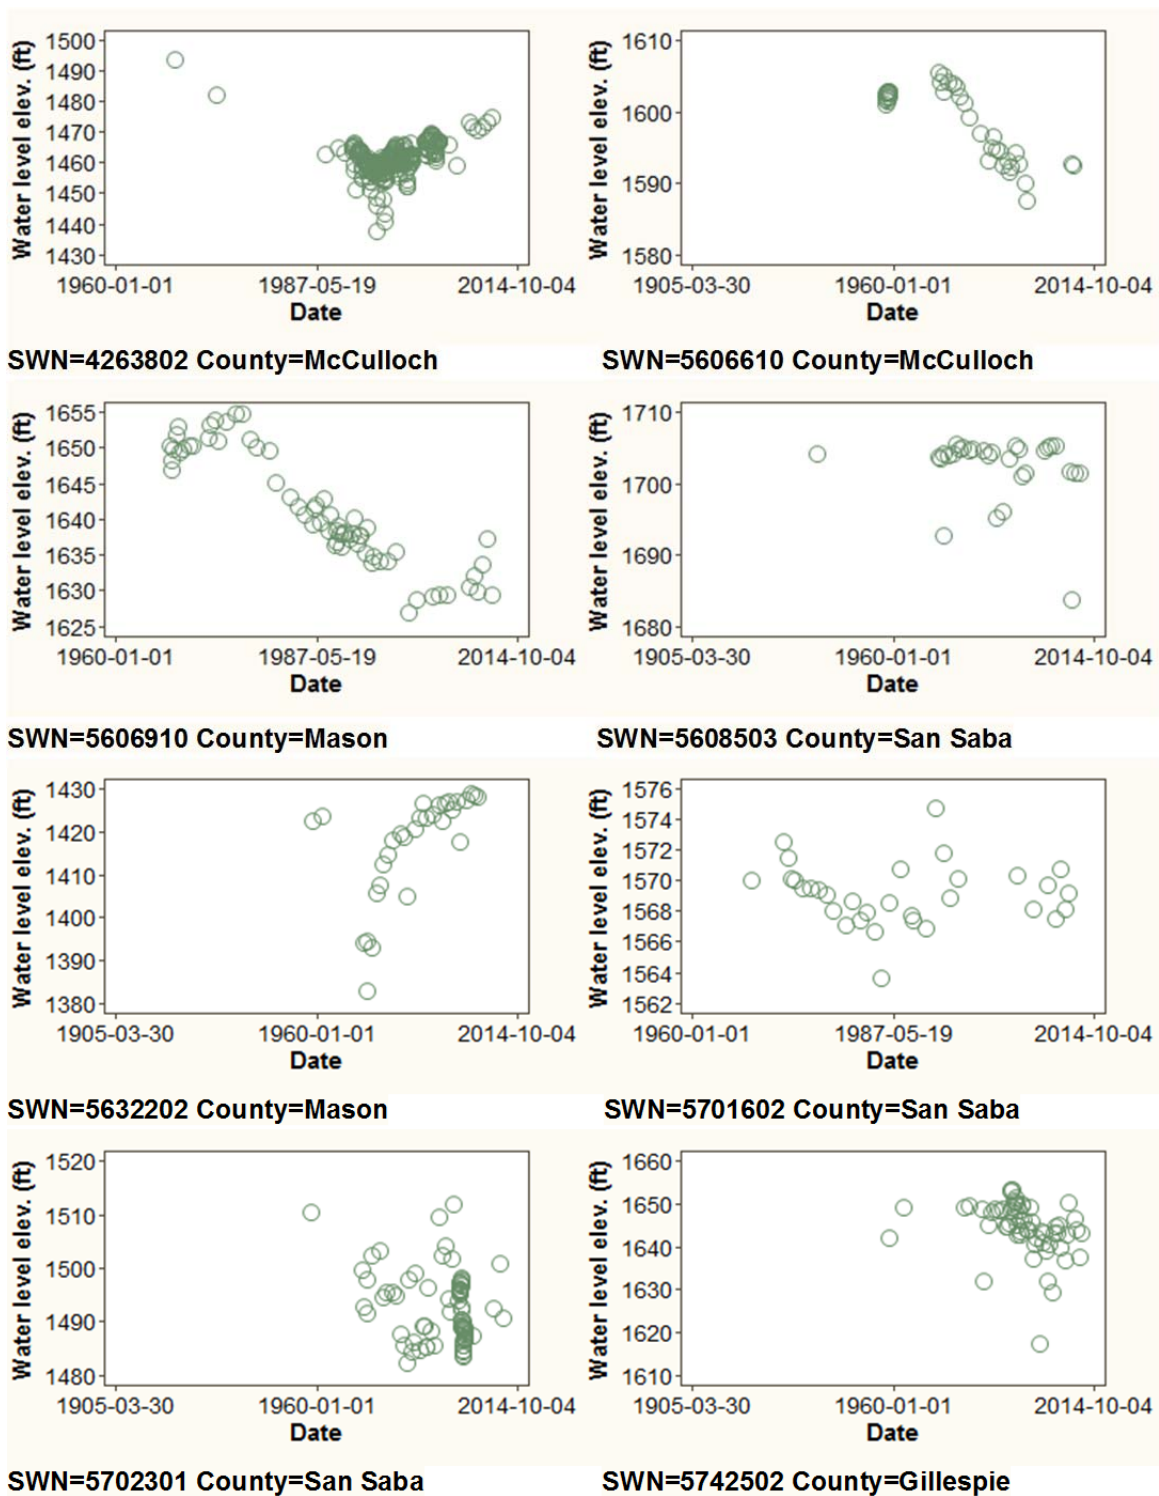 Water level elev. (ft)
1500
1490
1480
1470
1460
1450
1440
1430
1960-01-01 1987-05-19 2014-10-04
Date
Water level elev. (ft)
1610
1600
1590
1580
1905-03-30 1960-01-01 2014-10-04
Date
SWN=4263802 County=McCulloch
SWN=5606610 County=McCulloch
Water level elev. (ft)
1655
1650
1645
1640
1635
1630
1625
1960-01-01 1987-05-19 2014-10-04
Date
Water level elev. (ft)
1710
1700
1690
1680
1905-03-30 1960-01-01 2014-10-04
Date
SWN=5606910 County=Mason
SWN=5608503 County=San Saba
Water level elev. (ft)
1430
1420
1410
1400
1390
1380
1905-03-30 1960-01-01 2014-10-04
Date
Water level elev. (ft)
1576
1574
1572
1570
1568
1566
1564
1562
1960-01-01 1987-05-19 2014-10-04
Date
SWN=5632202 County=Mason
SWN=5701602 County=San Saba
Water level elev. (ft)
1520
1510
1500
1490
1480
1905-03-30 1960-01-01 2014-10-04
Date
Water level elev. (ft)
1660
1650
1640
1630
1620
1610
1905-03-30 1960-01-01 2014-10-04
Date
SWN=5702301 County=San Saba
SWN=5742502 County=Gillespie